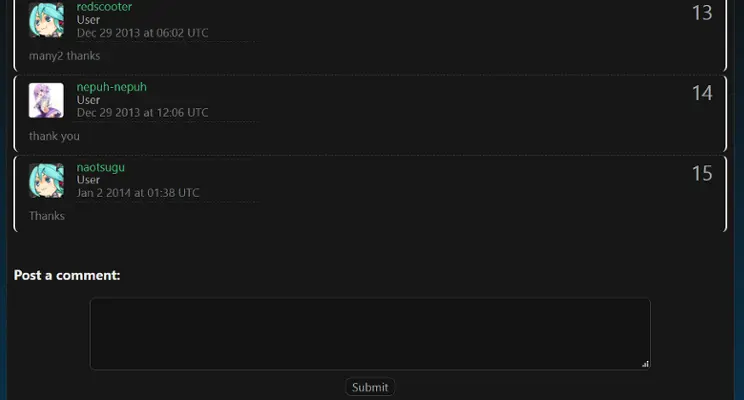 redscooter
13
User
Dec 29 2013 at 06:02 UTC
many2 thanks
nepuh-nepuh
14
User
Dec 29 2013 at 12:06 UTC
thank you
naotsugu
15
User
Jan 2 2014 at 01:38 UTC
Thanks
Post a comment:
Submit